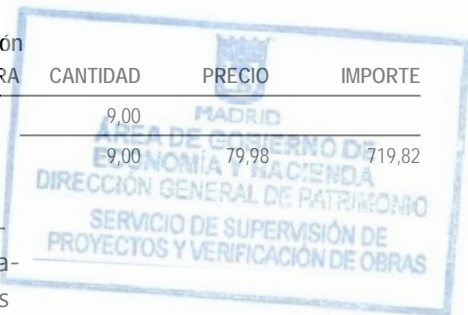 ón
RA CANTIDAD PRECIO IMPORTE
9,00
MADRID
ÁREA DE GOBIERNO DE
9,00 79,98 719,82
ECONOMÍA Y HACIENDA
DIRECCIÓN GENERAL DE PATRIMONIO
SERVICIO DE SUPERVISIÓN DE
-
PROYECTOS Y VERIFICACIÓN DE OBRAS
a-
s